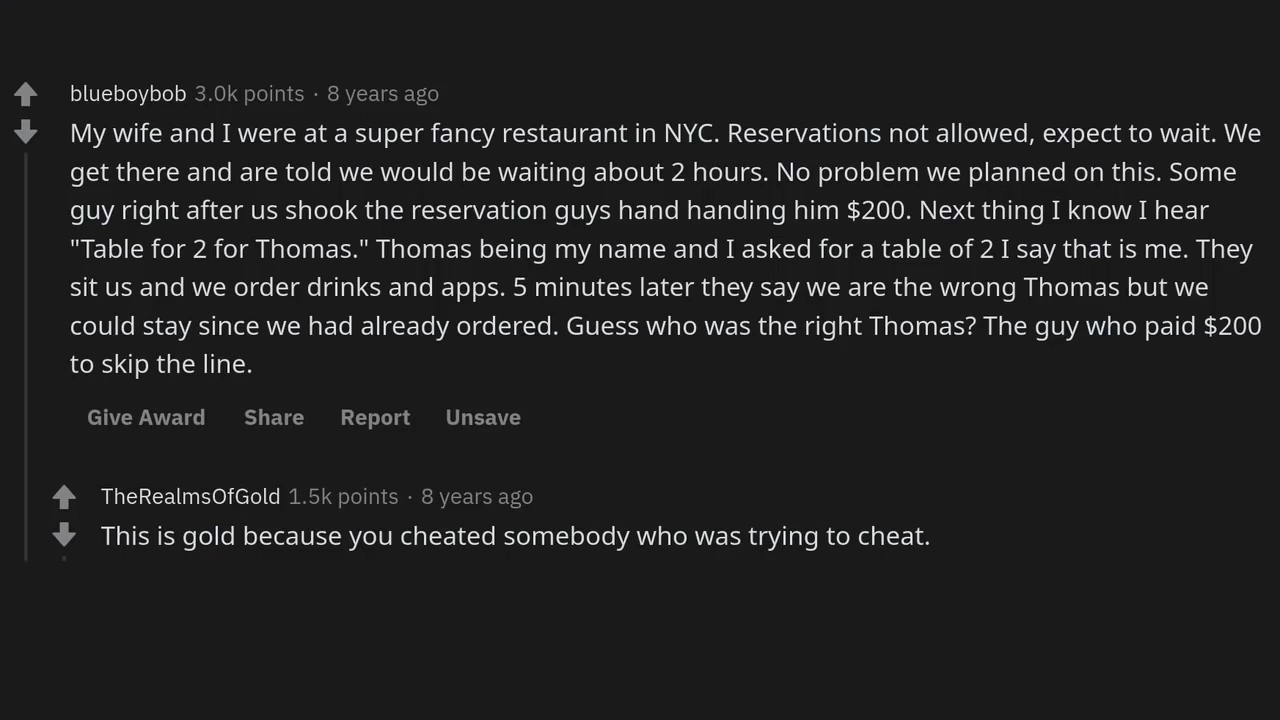 blueboybob 3.0k points · 8 years ago
My wife and I were at a super fancy restaurant in NYC. Reservations not allowed, expect to wait. We
get there and are told we would be waiting about 2 hours. No problem we planned on this. Some
guy right after us shook the reservation guys hand handing him $200. Next thing I know I hear
"Table for 2 for Thomas." Thomas being my name and I asked for a table of 2 I say that is me. They
sit us and we order drinks and apps. 5 minutes later they say we are the wrong Thomas but we
could stay since we had already ordered. Guess who was the right Thomas? The guy who paid $200
to skip the line.
Give Award Share Report Unsave
TheRealmsOfGold 1.5k points · 8 years ago
This is gold because you cheated somebody who was trying to cheat.